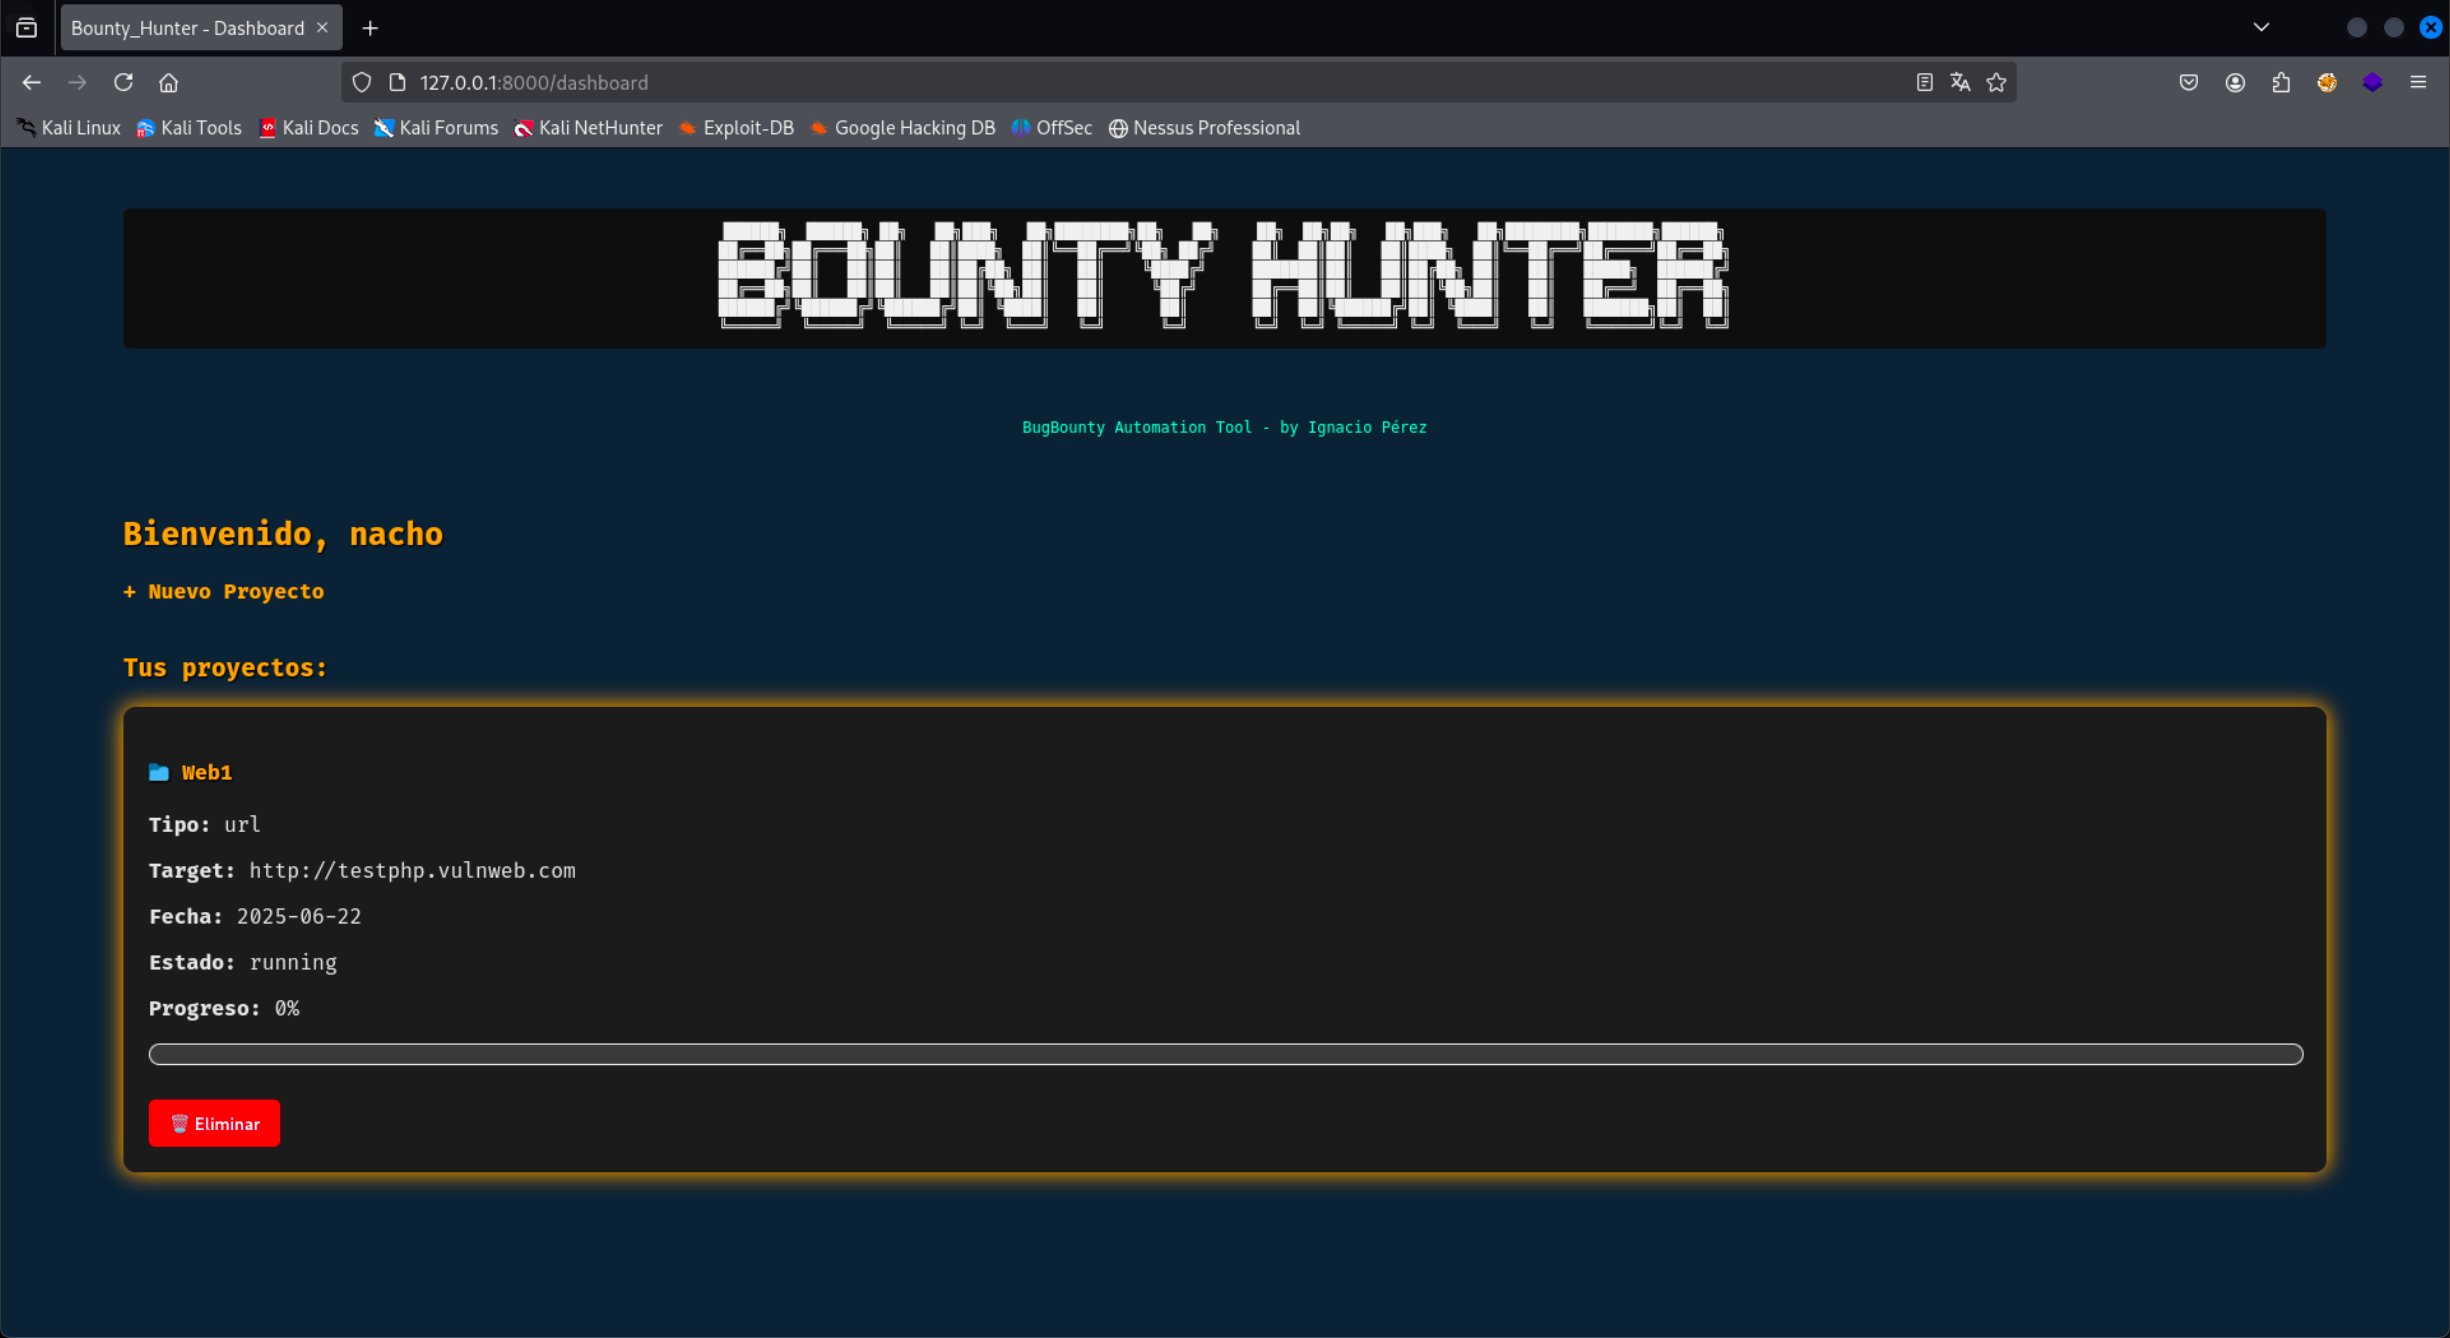 Bounty_Hunter - Dashboard
127.0.0.1:8000/dashboard
Kali Linux Kali Tools Kali Docs Kali Forums Kali NetHunter Exploit-DB Google Hacking DB OffSec Nessus Professional
BOUNTY HUNTER
BugBounty Automation Tool - by Ignacio Pérez
Bienvenido, nacho
+ Nuevo Proyecto
Tus proyectos:
Web1
Tipo: url
Target: http://testphp.vulnweb.com
Fecha: 2025-06-22
Estado: running
Progreso: 0%
Eliminar